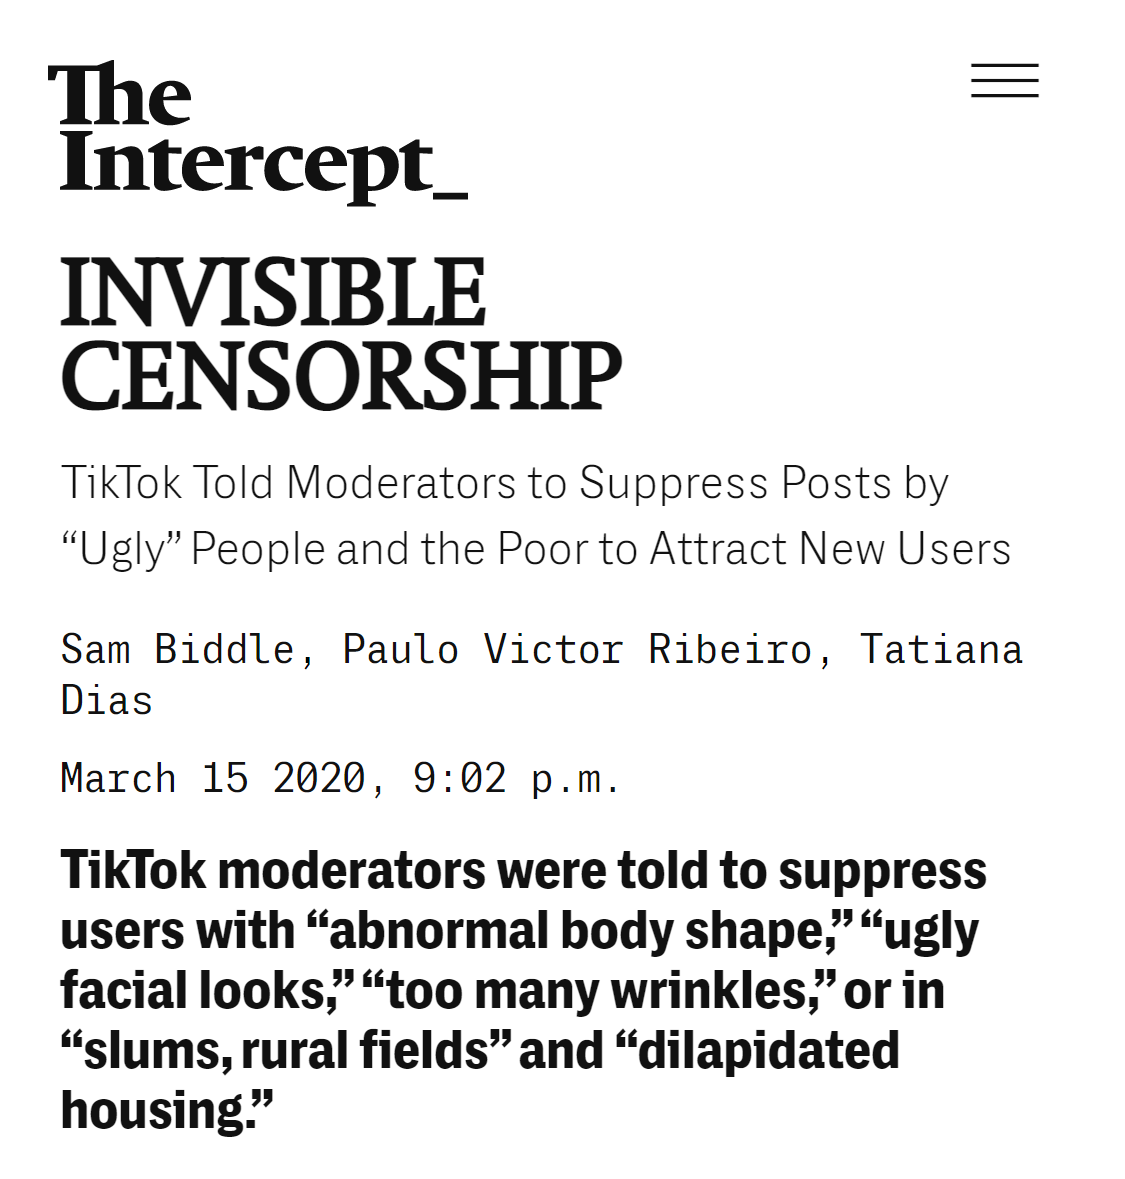 The
Intercept_
INVISIBLE
CENSORSHIP
TikTok Told Moderators to Suppress Posts by
“Ugly” People and the Poor to Attract New Users
Sam Biddle, Paulo Victor Ribeiro, Tatiana
Dias
March 15 2020, 9:02 p.m.
TikTok moderators were told to suppress
users with “abnormal body shape,” “ugly
facial looks,” “too many wrinkles,” or in
“slums, rural fields” and “dilapidated
housing.”